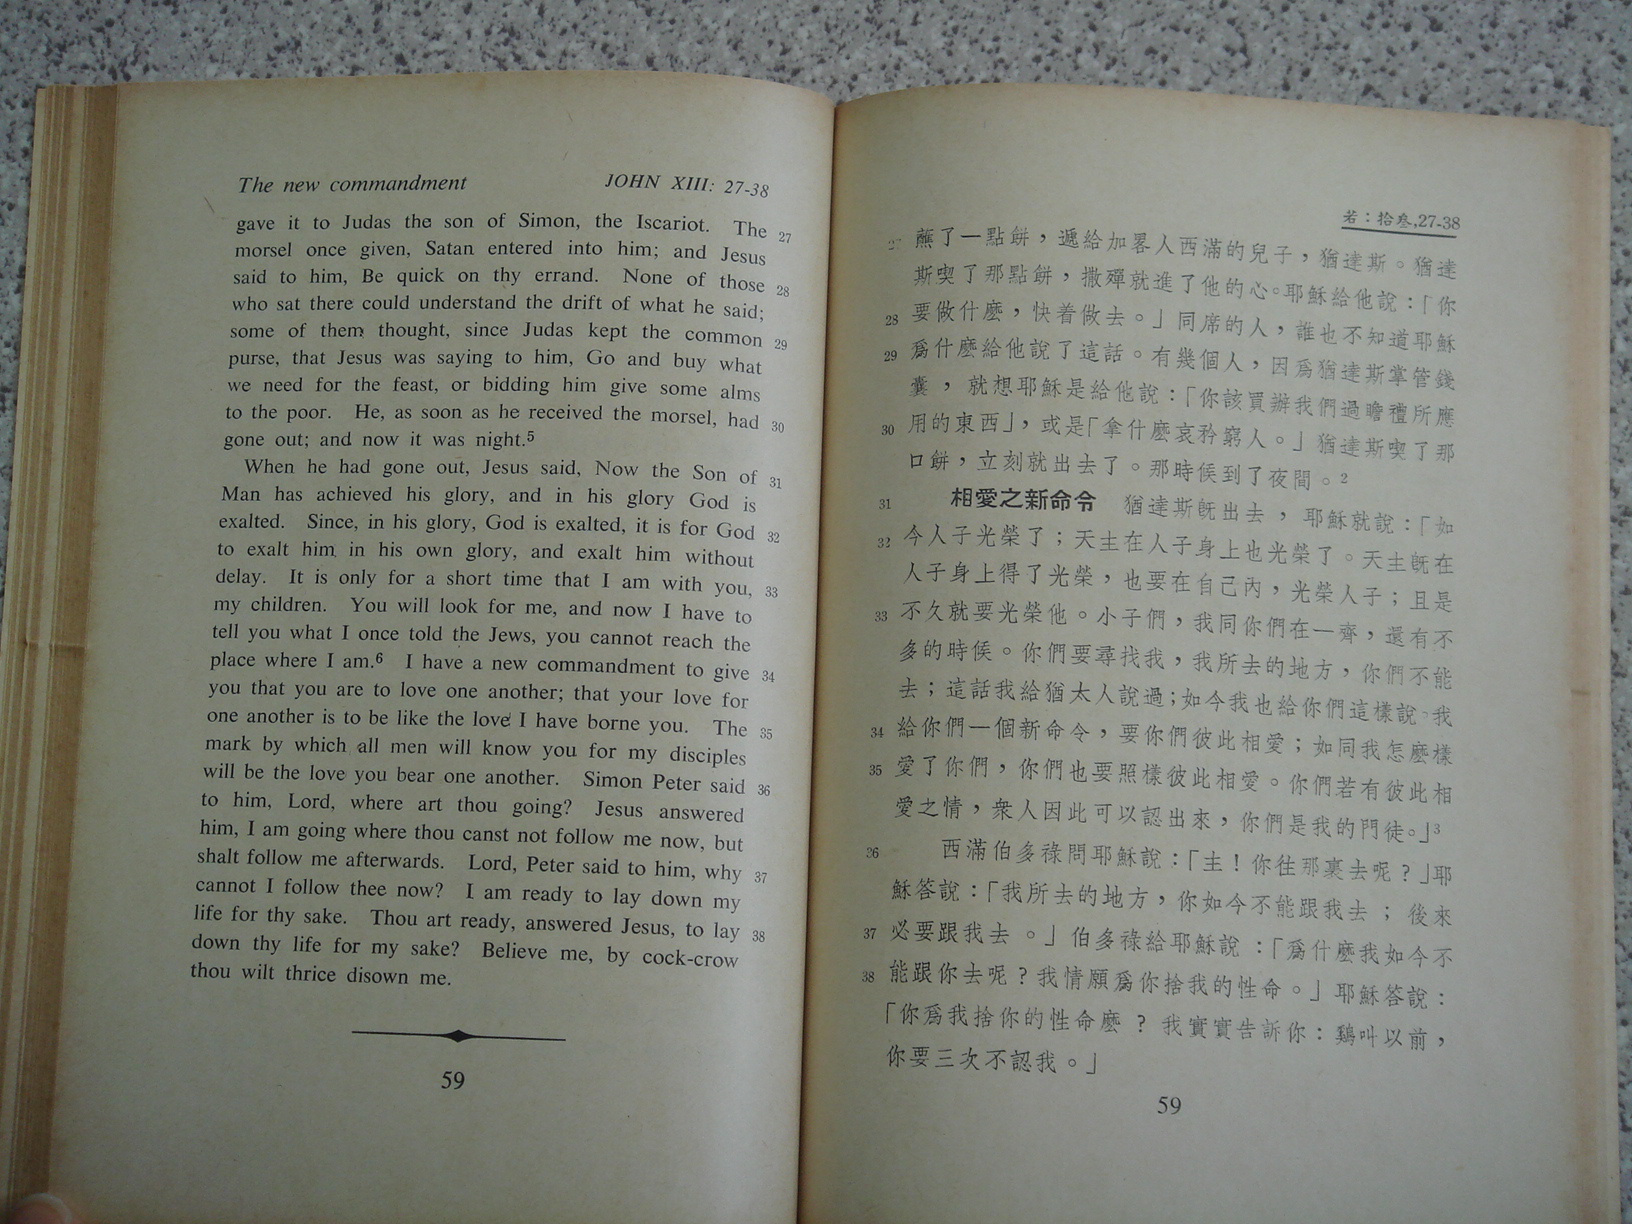 The new commandment JOHN XIII: 27-38
gave it to Judas the son of Simon, the Iscariot. The 27
morsel once given, Satan entered into him; and Jesus
said to him, Be quick on thy errand. None of those 28
who sat there could understand the drift of what he said;
some of them thought, since Judas kept the common 29
purse, that Jesus was saying to him, Go and buy what
we need for the feast, or bidding him give some alms
to the poor. He, as soon as he received the morsel, had 30
gone out; and now it was night.5
When he had gone out, Jesus said, Now the Son of 31
Man has achieved his glory, and in his glory God is
exalted. Since, in his glory, God is exalted, it is for God 32
to exalt him in his own glory, and exalt him without
delay. It is only for a short time that I am with you, 33
my children. You will look for me, and now I have to
tell you what I once told the Jews, you cannot reach the
place where I am.6 I have a new commandment to give 34
you that you are to love one another; that your love for
one another is to be like the love I have borne you. The 35
mark by which all men will know you for my disciples
will be the love you bear one another. Simon Peter said 36
to him, Lord, where art thou going? Jesus answered
him, I am going where thou canst not follow me now, but
shalt follow me afterwards. Lord, Peter said to him, why 37
cannot I follow thee now? I am ready to lay down my
life for thy sake. Thou art ready, answered Jesus, to lay 38
down thy life for my sake? Believe me, by cock-crow
thou wilt thrice disown me.
59
若：拾叁,27-38
27 蘸了一點餅，遞給加畧人西滿的兒子，猶達斯。猶達
斯喫了那點餅，撒殫就進了他的心。耶穌給他說：「你
28 要做什麼，快着做去。」同席的人，誰也不知道耶穌
29 爲什麼給他說了這話。有幾個人，因爲猶達斯掌管錢
囊，就想耶穌是給他說：「你該買辦我們過瞻禮所應
30 用的東西」，或是「拿什麼哀矜窮人。」猶達斯喫了那
口餅，立刻就出去了。那時候到了夜間。2
31 相愛之新命令 猶達斯旣出去，耶穌就說：「如
32 今人子光榮了；天主在人子身上也光榮了。天主旣在
人子身上得了光榮，也要在自己內，光榮人子；且是
33 不久就要光榮他。小子們，我同你們在一齊，還有不
多的時候。你們要尋找我，我所去的地方，你們不能
去；這話我給猶太人說過；如今我也給你們這樣說。我
34 給你們一個新命令，要你們彼此相愛；如同我怎麼樣
35 愛了你們，你們也要照樣彼此相愛。你們若有彼此相
愛之情，衆人因此可以認出來，你們是我的門徒。」3
36 西滿伯多祿問耶穌說：「主！你往那裏去呢？」耶
穌答說：「我所去的地方，你如今不能跟我去；後來
37 必要跟我去。」伯多祿給耶穌說：「爲什麼我如今不
38 能跟你去呢？我情願爲你捨我的性命。」耶穌答說：
「你爲我捨你的性命麼？我實實告訴你：鷄叫以前，
你要三次不認我。」
59